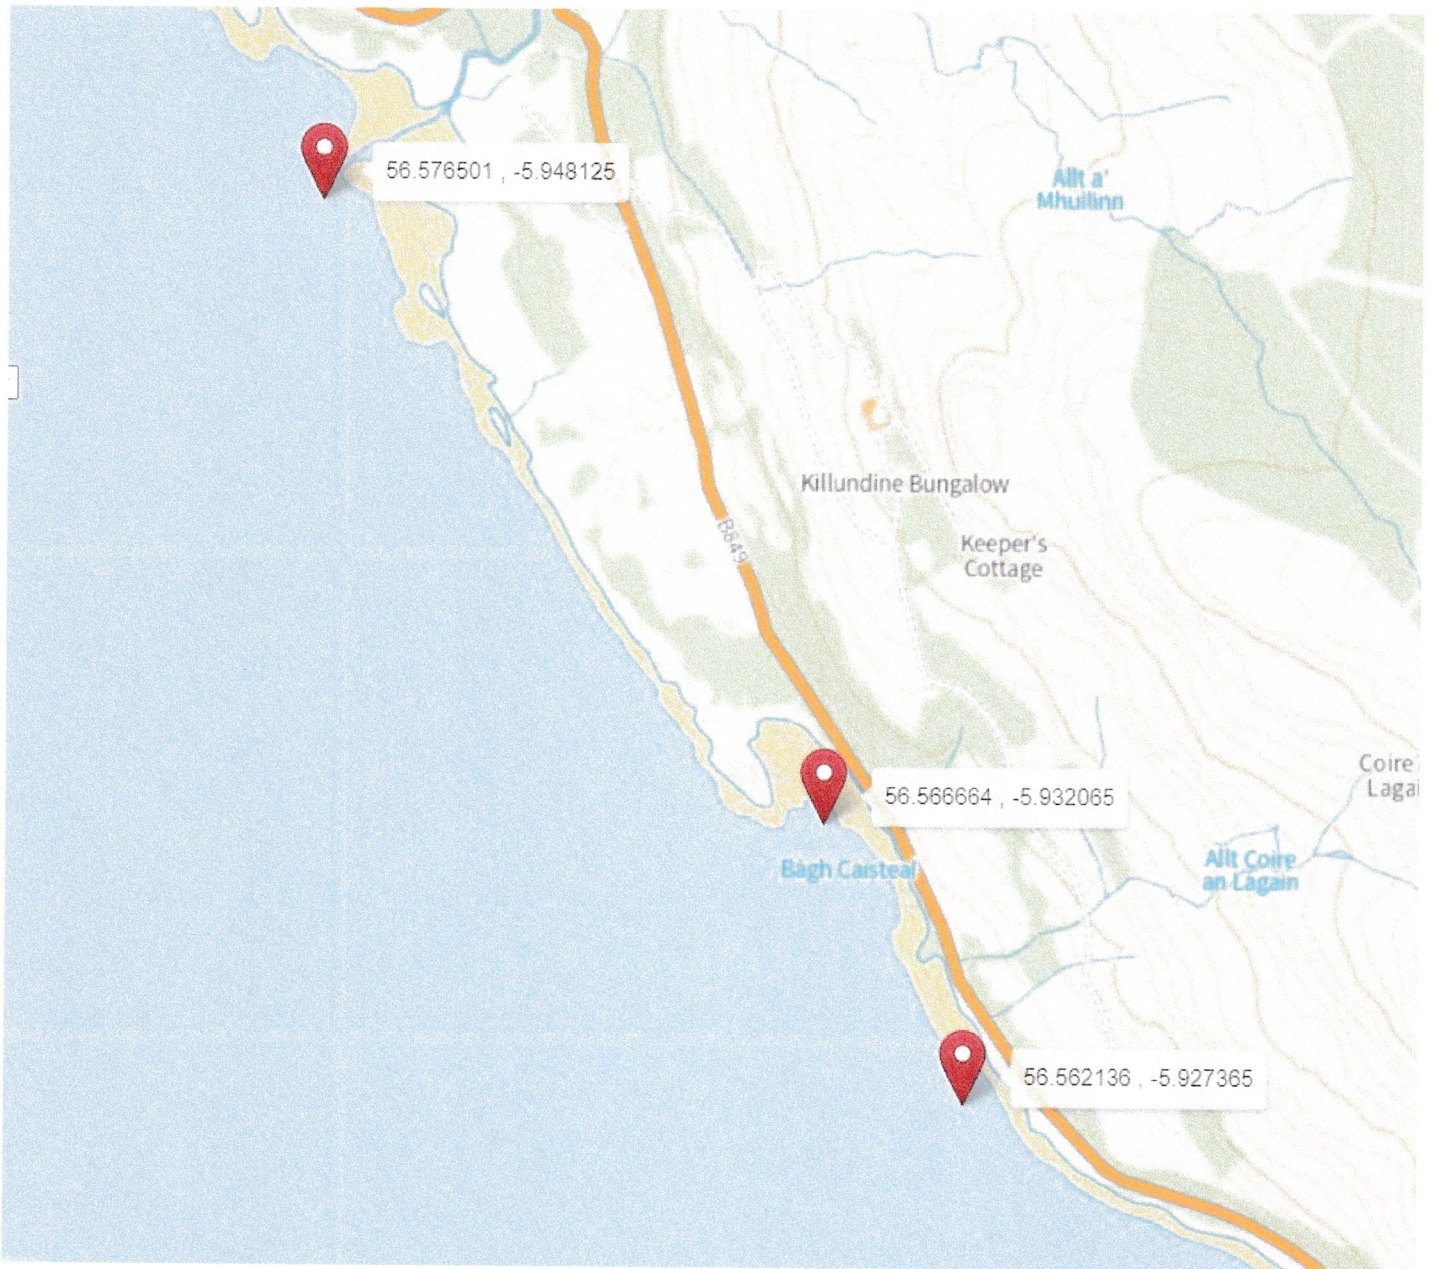 56.576501 , -5.948125
Allt a'
Mhuilinn
Killundine Bungalow
B849
Keeper's
Cottage
Coire
Lagai
56.566664 , -5.932065
Bagh Caisteal
Allt Coire
an Lagain
56.562136 , -5.927365